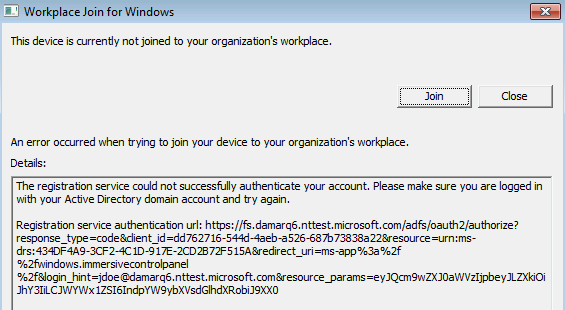 Workplace Join for Windows
This device is currently not joined to your organization's workplace.
Join
Close
An error occurred when trying to join your device to your organization's workplace.
Details:
The registration service could not successfully authenticate your account. Please make sure you are logged in
with your Active Directory domain account and try again.
Registration service authentication url: https://fs.damarq6.nttest.microsoft.com/adfs/oauth2/authorize?
response_type=code&client_id=dd762716-544d-4aeb-a526-687b73838a22&resource=urn:ms-
drs:434DF4A9-3CF2-4C1D-917E-2CD2B72F515A&redirect_uri=ms-app%3a%2f
%2fwindows.immersivecontrolpanel
%2f&login_hint=jdoe@damarq6.nttest.microsoft.com&resource_params=eyJQcm9wZXJ0aWVzIjpbeyJLZXkiOi
JhY3IiLCJWYWx1ZSI6IndpYW9ybXVsdGlhdXRobiJ9XX0